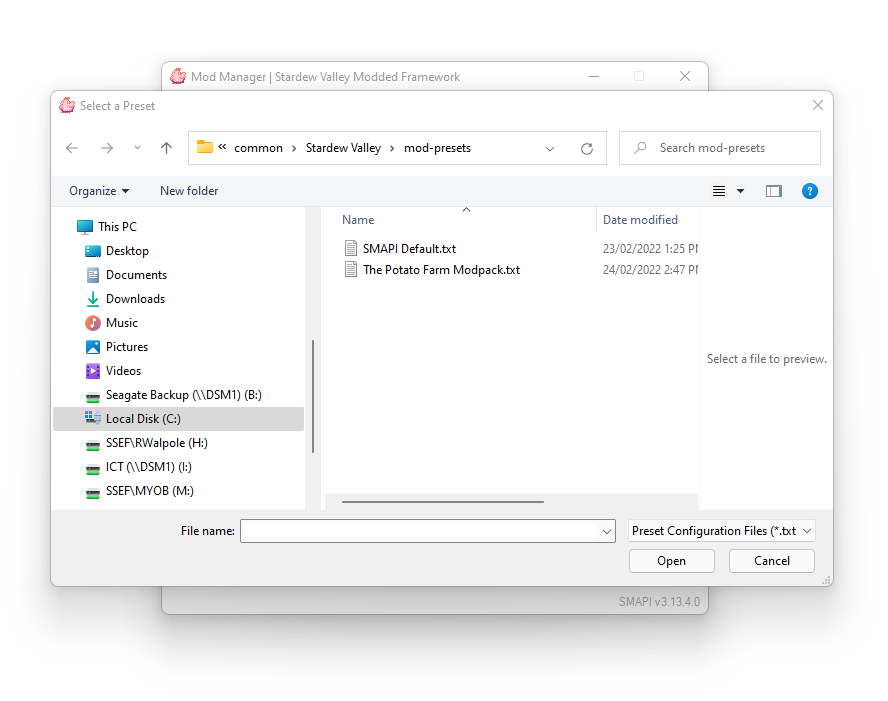 Mod Manager | Stardew Valley Modded Framework
Select a Preset
« common > Stardew Valley > mod-presets
Search mod-presets
Organize
New folder
?
This PC
Desktop
Documents
Downloads
Music
Pictures
Videos
Seagate Backup (\\DSM1) (B:)
Local Disk (C:)
SSEF\RWalpole (H:)
ICT (\\DSM1) (I:)
SSEF\MYOB (M:)
Name
Date modified
SMAPI Default.txt
23/02/2022 1:25 PM
The Potato Farm Modpack.txt
24/02/2022 2:47 PM
Select a file to preview.
File name:
Preset Configuration Files (*.txt
Open
Cancel
SMAPI v3.13.4.0